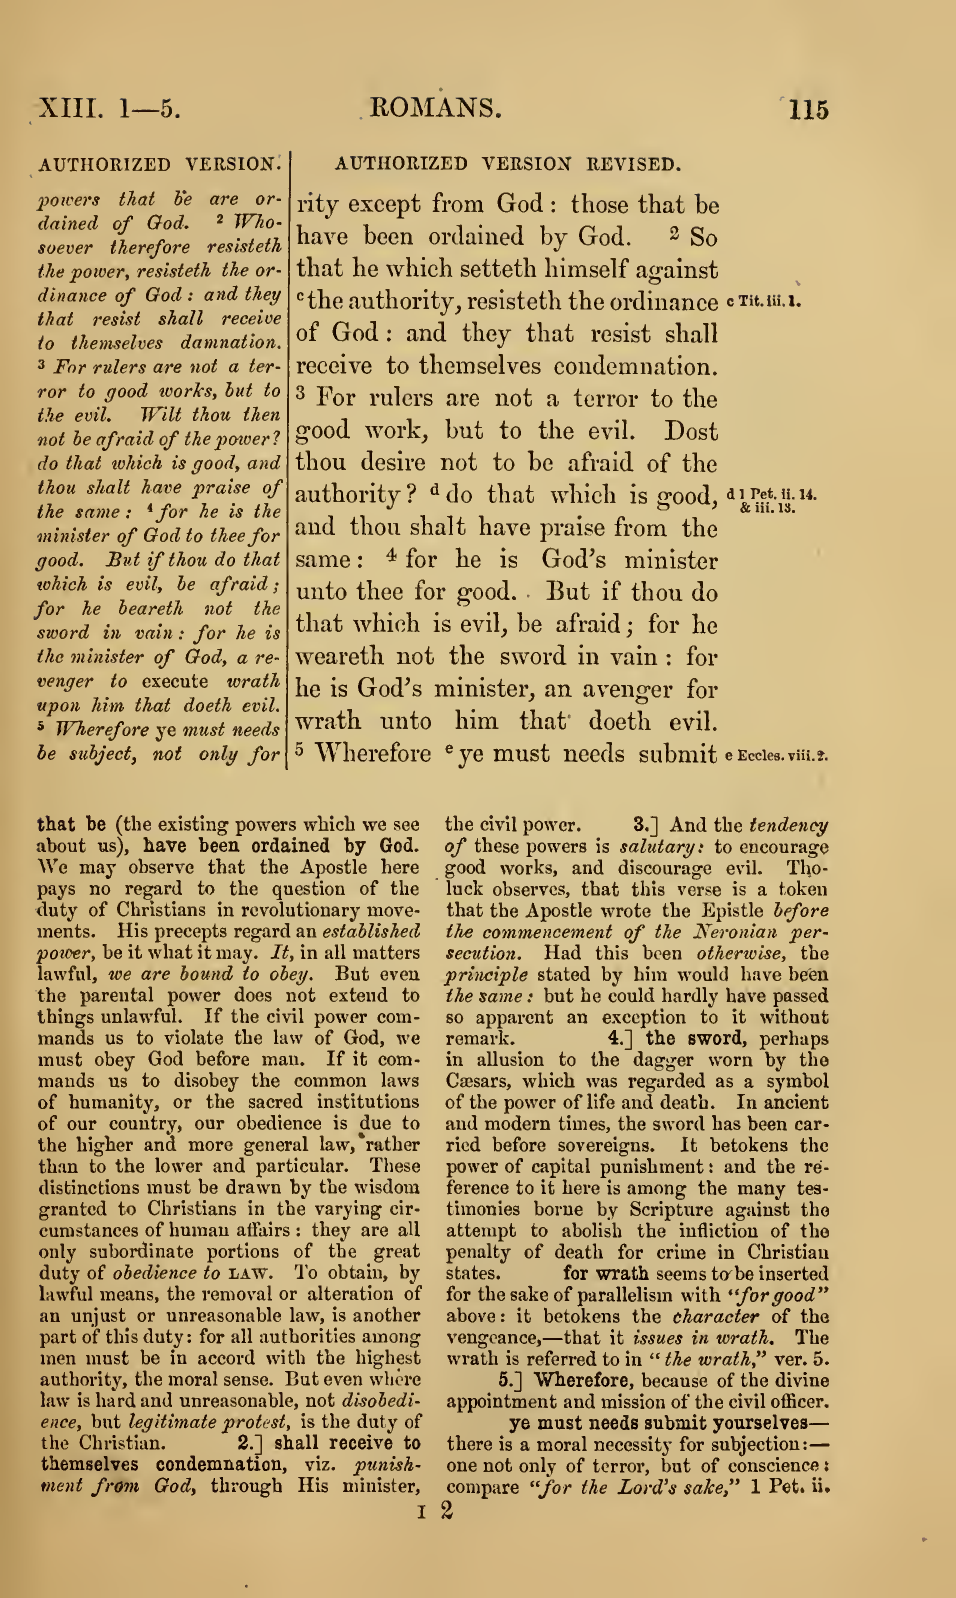 XIII. 1—5.
ROMANS.
115
AUTHORIZED VERSION.
powers that be are or-
dained of God. 2 Who-
soever therefore resisteth
the power, resisteth the or-
dinance of God: and they
that resist shall receive
to themselves damnation.
3 For rulers are not a ter-
ror to good works, but to
the evil. Wilt thou then
not be afraid of the power?
do that which is good, and
thou shalt have praise of
the same: 4 for he is the
minister of God to thee for
good. But if thou do that
which is evil, be afraid;
for he beareth not the
sword in vain: for he is
the minister of God, a re-
venger to execute wrath
upon him that doeth evil.
5 Wherefore ye must needs
be subject, not only for
AUTHORIZED VERSION REVISED.
rity except from God: those that be
have been ordained by God. 2 So
that he which setteth himself against
c the authority, resisteth the ordinance
of God: and they that resist shall
receive to themselves condemnation.
3 For rulers are not a terror to the
good work, but to the evil. Dost
thou desire not to be afraid of the
authority? d do that which is good,
and thou shalt have praise from the
same: 4 for he is God's minister
unto thee for good. But if thou do
that which is evil, be afraid; for he
weareth not the sword in vain: for
he is God's minister, an avenger for
wrath unto him that doeth evil.
5 Wherefore e ye must needs submit
c Tit. iii. 1.
d 1 Pet. ii. 14.
& iii. 13.
e Eccles. viii. 2.
that be (the existing powers which we see
about us), have been ordained by God.
We may observe that the Apostle here
pays no regard to the question of the
duty of Christians in revolutionary move-
ments. His precepts regard an established
power, be it what it may. It, in all matters
lawful, we are bound to obey. But even
the parental power does not extend to
things unlawful. If the civil power com-
mands us to violate the law of God, we
must obey God before man. If it com-
mands us to disobey the common laws
of humanity, or the sacred institutions
of our country, our obedience is due to
the higher and more general law, rather
than to the lower and particular. These
distinctions must be drawn by the wisdom
granted to Christians in the varying cir-
cumstances of human affairs: they are all
only subordinate portions of the great
duty of obedience to LAW. To obtain, by
lawful means, the removal or alteration of
an unjust or unreasonable law, is another
part of this duty: for all authorities among
men must be in accord with the highest
authority, the moral sense. But even where
law is hard and unreasonable, not disobedi-
ence, but legitimate protest, is the duty of
the Christian. 2.] shall receive to
themselves condemnation, viz. punish-
ment from God, through His minister,
the civil power. 3.] And the tendency
of these powers is salutary: to encourage
good works, and discourage evil. Tho-
luck observes, that this verse is a token
that the Apostle wrote the Epistle before
the commencement of the Neronian per-
secution. Had this been otherwise, the
principle stated by him would have been
the same: but he could hardly have passed
so apparent an exception to it without
remark. 4.] the sword, perhaps
in allusion to the dagger worn by the
Cæsars, which was regarded as a symbol
of the power of life and death. In ancient
and modern times, the sword has been car-
ried before sovereigns. It betokens the
power of capital punishment: and the re-
ference to it here is among the many tes-
timonies borne by Scripture against the
attempt to abolish the infliction of the
penalty of death for crime in Christian
states. for wrath seems to be inserted
for the sake of parallelism with "for good"
above: it betokens the character of the
vengeance,—that it issues in wrath. The
wrath is referred to in "the wrath," ver. 5.
5.] Wherefore, because of the divine
appointment and mission of the civil officer.
ye must needs submit yourselves—
there is a moral necessity for subjection:—
one not only of terror, but of conscience:
compare "for the Lord's sake," 1 Pet. ii.
I 2